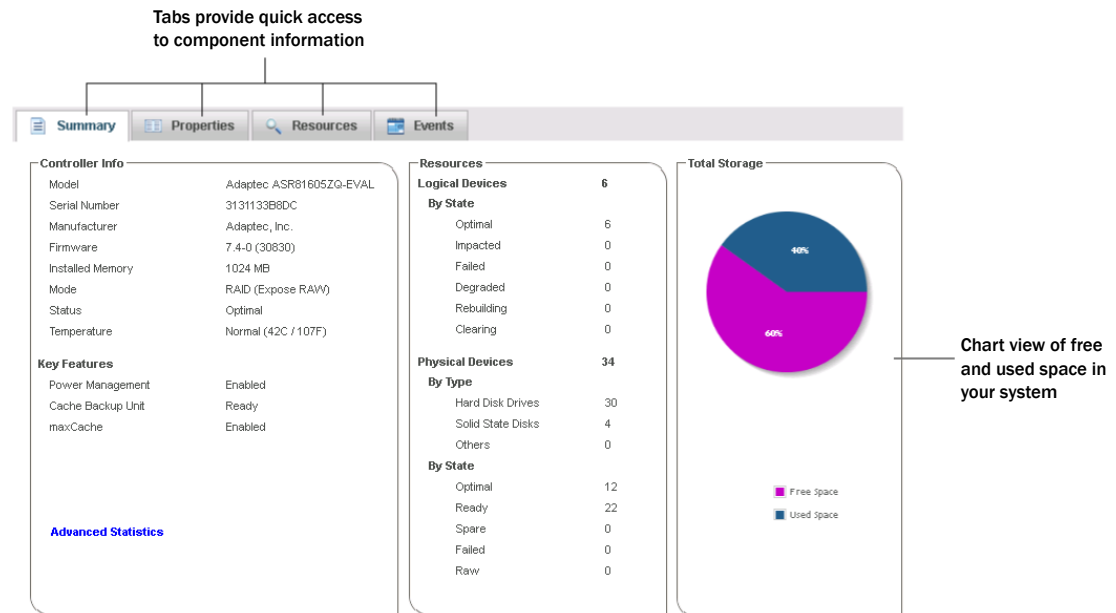 Tabs provide quick access
to component information
Summary
Properties
Resources
Events
Controller Info
Model Adaptec ASR81605ZQ-EVAL
Serial Number 3131133B8DC
Manufacturer Adaptec, Inc.
Firmware 7.4-0 (30830)
Installed Memory 1024 MB
Mode RAID (Expose RAW)
Status Optimal
Temperature Normal (42C / 107F)
Key Features
Power Management Enabled
Cache Backup Unit Ready
maxCache Enabled
Advanced Statistics
Resources
Logical Devices 6
By State
Optimal 6
Impacted 0
Failed 0
Degraded 0
Rebuilding 0
Clearing 0
Physical Devices 34
By Type
Hard Disk Drives 30
Solid State Disks 4
Others 0
By State
Optimal 12
Ready 22
Spare 0
Failed 0
Raw 0
Total Storage
40%
60%
Free Space
Used Space
Chart view of free
and used space in
your system